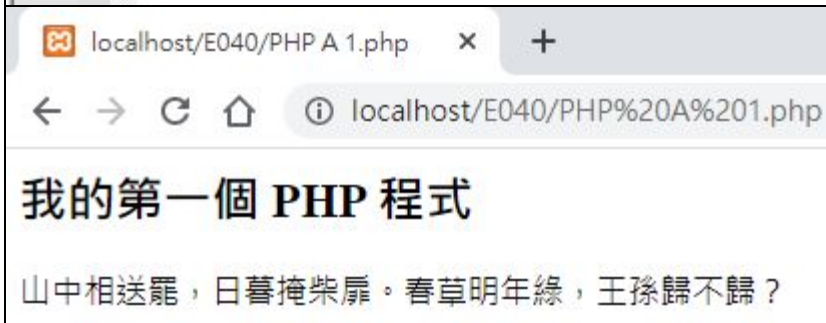 localhost/E040/PHP A 1.php
localhost/E040/PHP%20A%201.php
我的第一個 PHP 程式
山中相送罷，日暮掩柴扉。春草明年綠，王孫歸不歸？